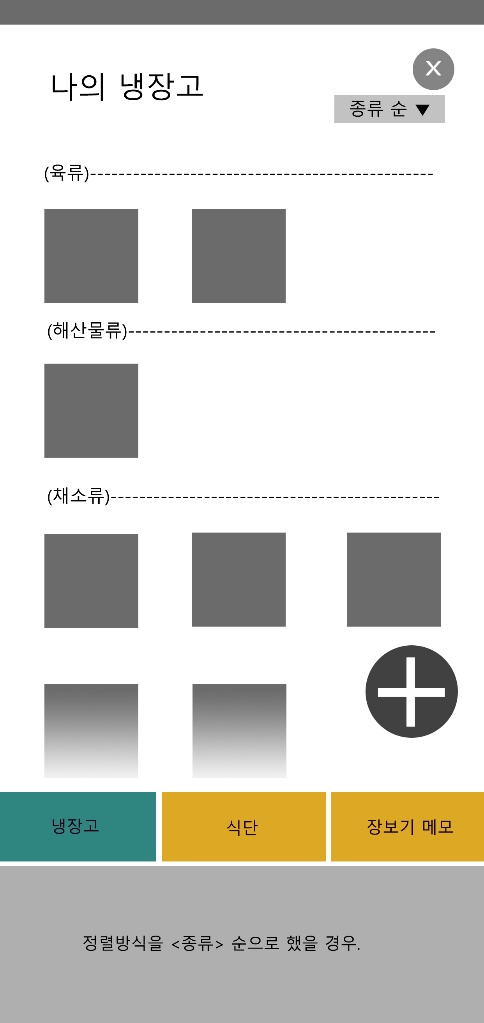 나의 냉장고
X
종류 순 ▼
(육류)------------------------------------------------
(해산물류)-------------------------------------------
(채소류)----------------------------------------------
냉장고
식단
장보기 메모
정렬방식을 <종류> 순으로 했을 경우.